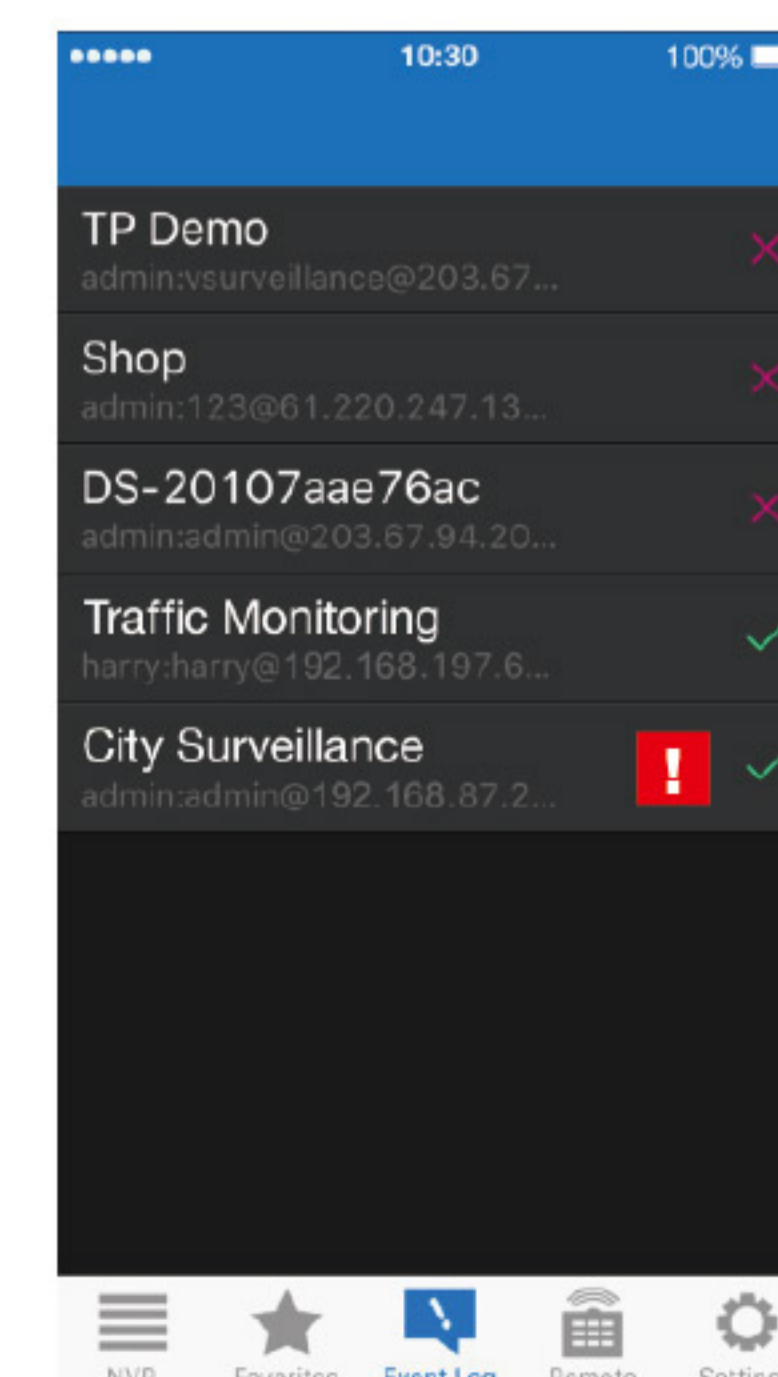 10:30 100%
TP Demo
admin:vsurveillance@203.67...
Shop
admin:123@61.220.247.13...
DS-20107aae76ac
admin:admin@203.67.94.20...
Traffic Monitoring
harry:harry@192.168.197.6...
City Surveillance
admin:admin@192.168.87.2...
!
Favorites Event Log Remote